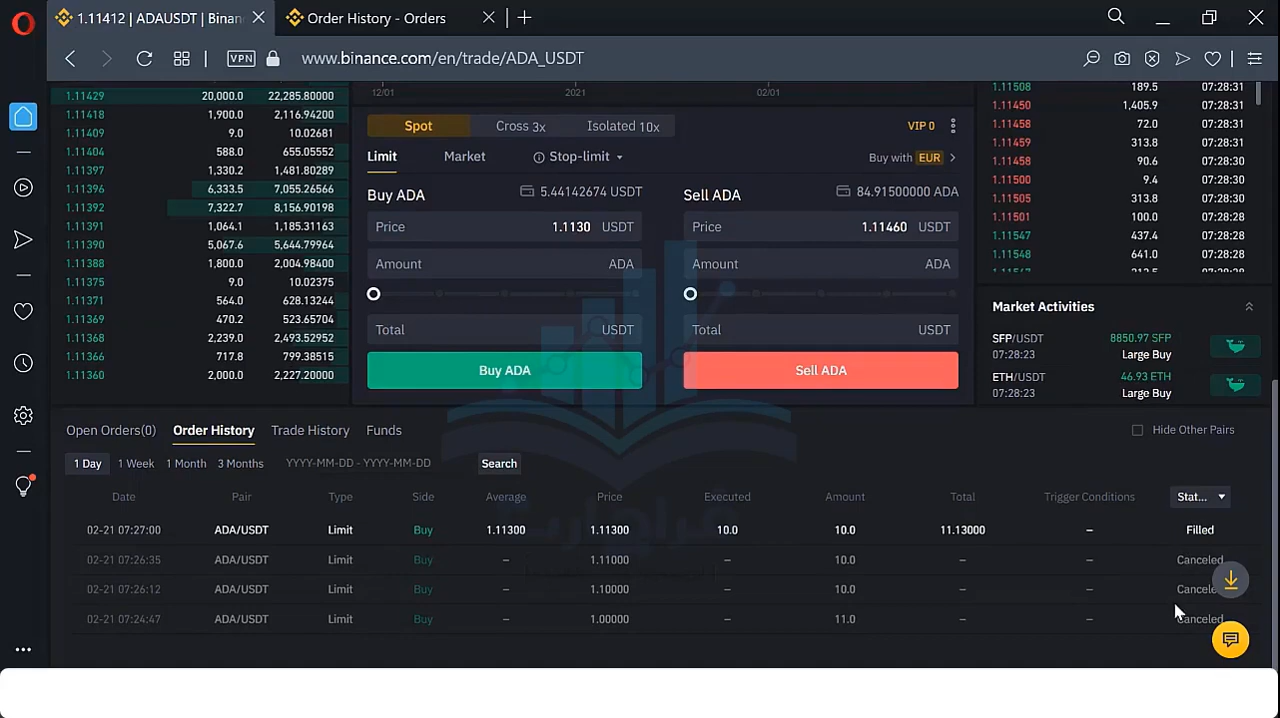 1.11412 | ADAUSDT | Binan
Order History - Orders
VPN
www.binance.com/en/trade/ADA_USDT
12/01 2021 02/01
1.11429 20,000.0 22,285.80000
1.11418 1,900.0 2,116.94200
1.11409 9.0 10.02681
1.11404 588.0 655.05552
1.11397 1,330.2 1,481.80289
1.11396 6,333.5 7,055.26566
1.11392 7,322.7 8,156.90198
1.11391 1,064.1 1,185.31163
1.11390 5,067.6 5,644.79964
1.11388 1,800.0 2,004.98400
1.11375 9.0 10.02375
1.11371 564.0 628.13244
1.11369 470.2 523.65704
1.11368 2,239.0 2,493.52952
1.11366 717.8 799.38515
1.11360 2,000.0 2,227.20000
Spot Cross 3x Isolated 10x VIP 0
Limit Market Stop-limit Buy with EUR
Buy ADA 5.44142674 USDT
Price 1.1130 USDT
Amount ADA
Total USDT
Buy ADA
Sell ADA 84.91500000 ADA
Price 1.11460 USDT
Amount ADA
Total USDT
Sell ADA
1.11508 189.5 07:28:31
1.11450 1,405.9 07:28:31
1.11458 72.0 07:28:31
1.11459 313.8 07:28:31
1.11458 90.6 07:28:30
1.11500 9.4 07:28:30
1.11505 313.8 07:28:30
1.11501 100.0 07:28:28
1.11547 437.4 07:28:28
1.11548 641.0 07:28:28
Market Activities
SFP/USDT 8850.97 SFP
07:28:23 Large Buy
ETH/USDT 46.93 ETH
07:28:23 Large Buy
Open Orders(0) Order History Trade History Funds Hide Other Pairs
1 Day 1 Week 1 Month 3 Months YYYY-MM-DD - YYYY-MM-DD Search
Date Pair Type Side Average Price Executed Amount Total Trigger Conditions Stat...
02-21 07:27:00 ADA/USDT Limit Buy 1.11300 1.11300 10.0 10.0 11.13000 – Filled
02-21 07:26:35 ADA/USDT Limit Buy – 1.11000 – 10.0 – – Canceled
02-21 07:26:12 ADA/USDT Limit Buy – 1.10000 – 10.0 – – Cancele
02-21 07:24:47 ADA/USDT Limit Buy – 1.00000 – 11.0 – – Canceled